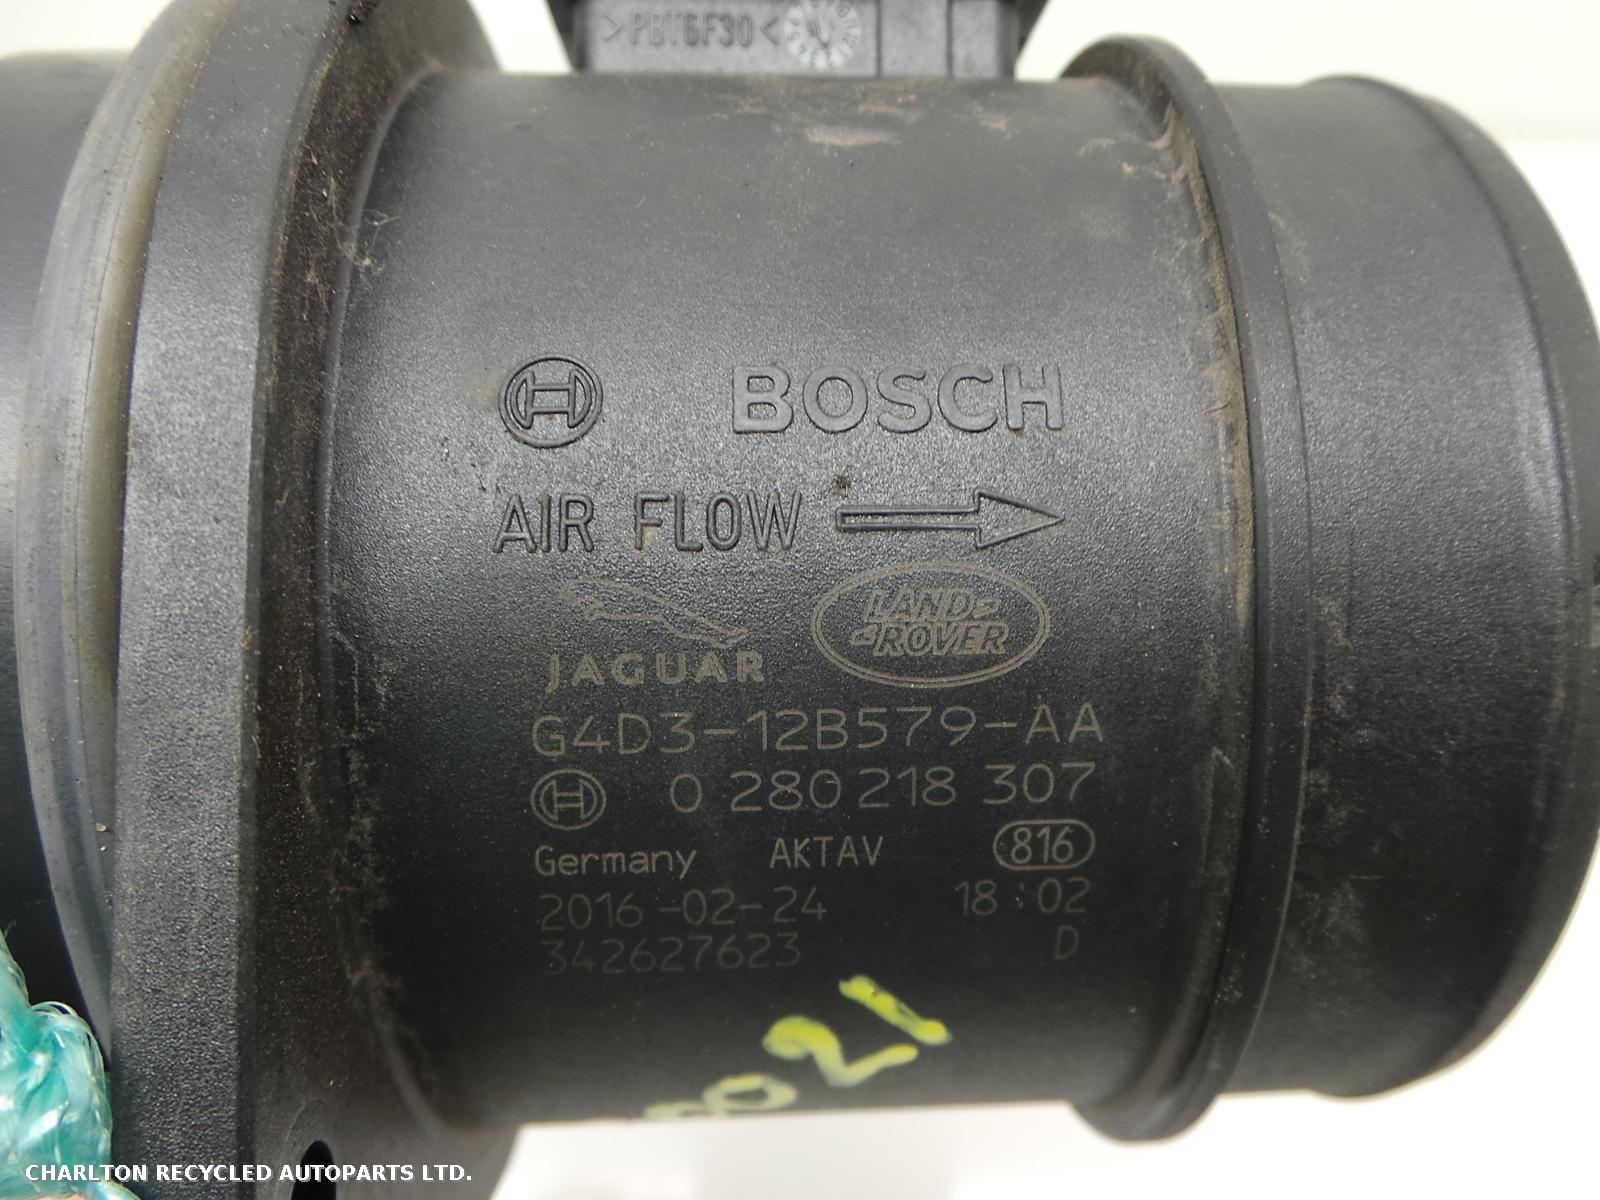 >PBT6F30<
BOSCH
AIR FLOW
JAGUAR
LAND-
-ROVER
G4D3-12B579-AA
0 280 218 307
Germany AKTAV 816
2016-02-24 18:02
342627623 D
21
CHARLTON RECYCLED AUTOPARTS LTD.